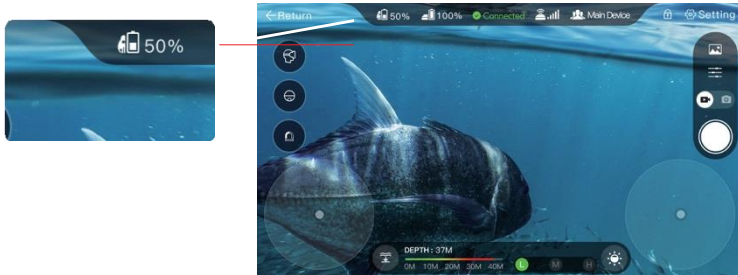 50%
←Return 50% 100% Connected Main Device Setting
DEPTH: 37M
0M 10M 20M 30M 40M L M H